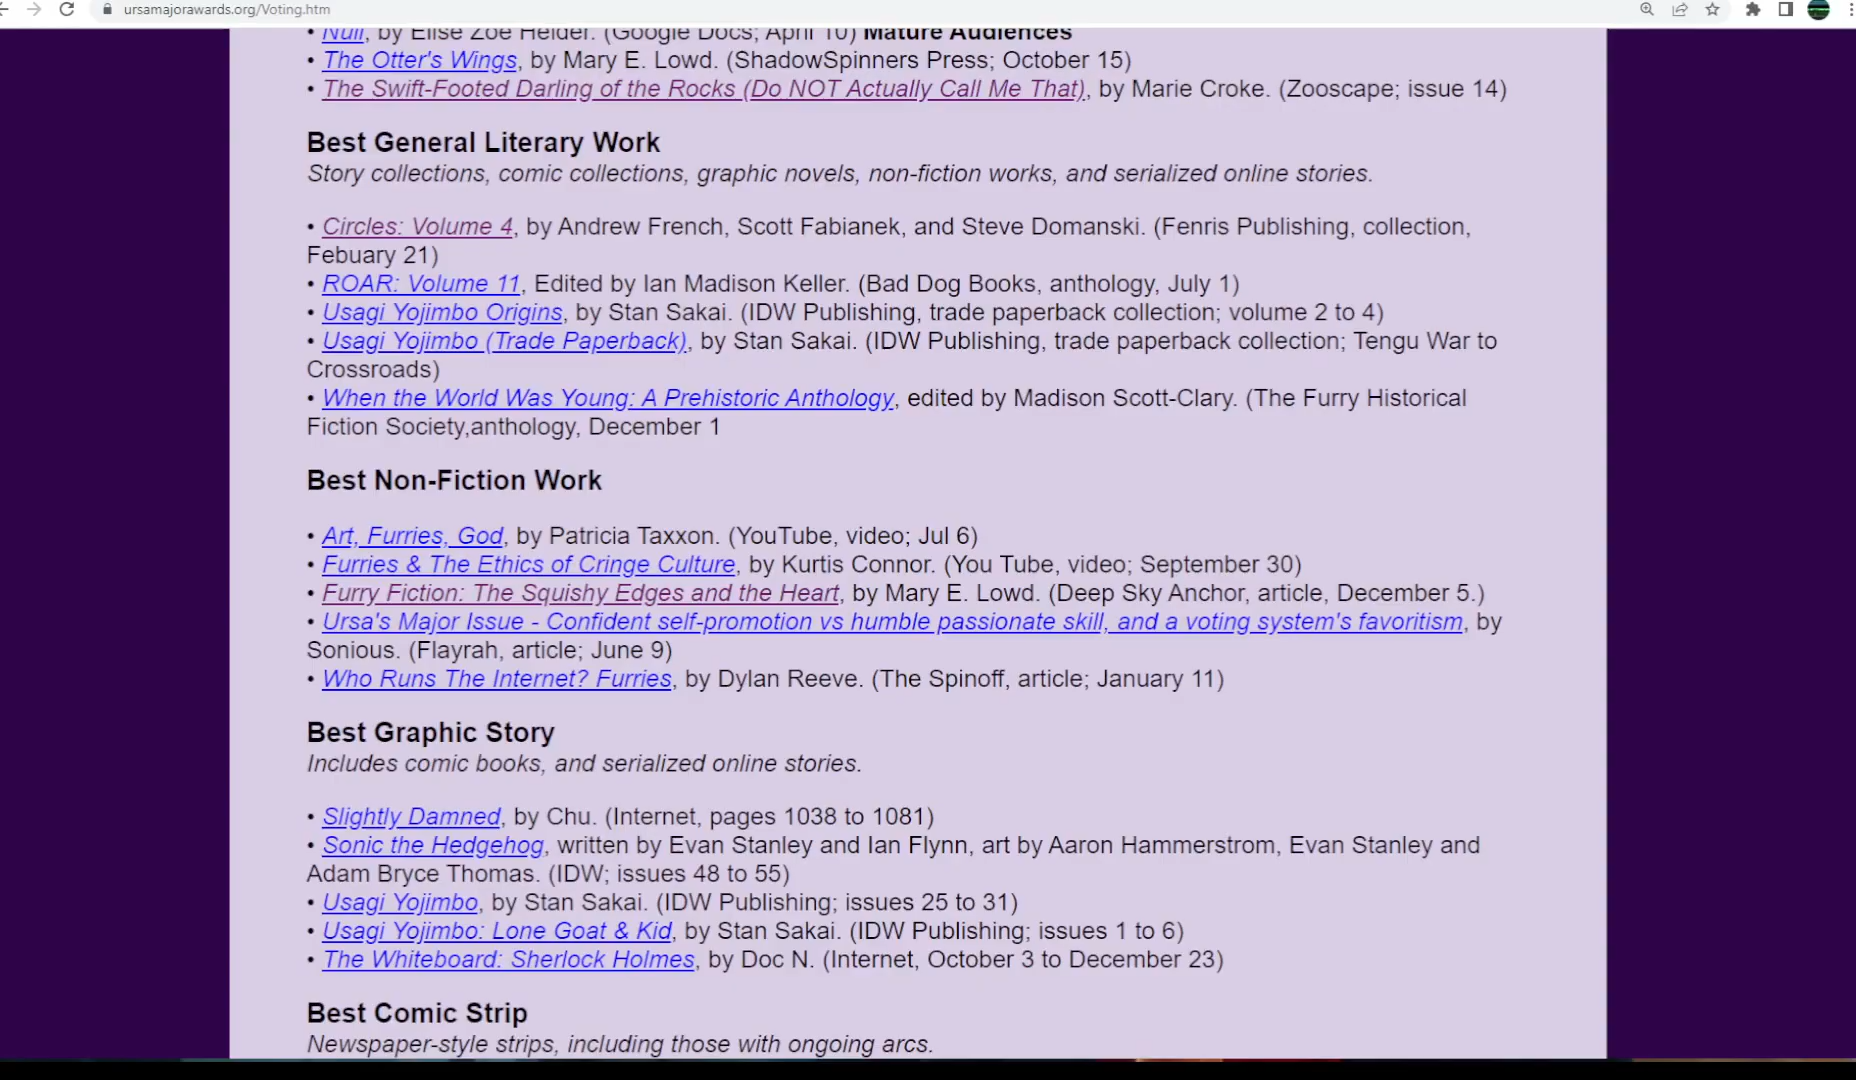 ursamajorawards.org/Voting.htm
• Null, by Elise Zoe Helder. (Google Docs; April 10) Mature Audiences
• The Otter's Wings, by Mary E. Lowd. (ShadowSpinners Press; October 15)
• The Swift-Footed Darling of the Rocks (Do NOT Actually Call Me That), by Marie Croke. (Zooscape; issue 14)
Best General Literary Work
Story collections, comic collections, graphic novels, non-fiction works, and serialized online stories.
• Circles: Volume 4, by Andrew French, Scott Fabianek, and Steve Domanski. (Fenris Publishing, collection,
Febuary 21)
• ROAR: Volume 11, Edited by Ian Madison Keller. (Bad Dog Books, anthology, July 1)
• Usagi Yojimbo Origins, by Stan Sakai. (IDW Publishing, trade paperback collection; volume 2 to 4)
• Usagi Yojimbo (Trade Paperback), by Stan Sakai. (IDW Publishing, trade paperback collection; Tengu War to
Crossroads)
• When the World Was Young: A Prehistoric Anthology, edited by Madison Scott-Clary. (The Furry Historical
Fiction Society,anthology, December 1
Best Non-Fiction Work
• Art, Furries, God, by Patricia Taxxon. (YouTube, video; Jul 6)
• Furries & The Ethics of Cringe Culture, by Kurtis Connor. (You Tube, video; September 30)
• Furry Fiction: The Squishy Edges and the Heart, by Mary E. Lowd. (Deep Sky Anchor, article, December 5.)
• Ursa's Major Issue - Confident self-promotion vs humble passionate skill, and a voting system's favoritism, by
Sonious. (Flayrah, article; June 9)
• Who Runs The Internet? Furries, by Dylan Reeve. (The Spinoff, article; January 11)
Best Graphic Story
Includes comic books, and serialized online stories.
• Slightly Damned, by Chu. (Internet, pages 1038 to 1081)
• Sonic the Hedgehog, written by Evan Stanley and Ian Flynn, art by Aaron Hammerstrom, Evan Stanley and
Adam Bryce Thomas. (IDW; issues 48 to 55)
• Usagi Yojimbo, by Stan Sakai. (IDW Publishing; issues 25 to 31)
• Usagi Yojimbo: Lone Goat & Kid, by Stan Sakai. (IDW Publishing; issues 1 to 6)
• The Whiteboard: Sherlock Holmes, by Doc N. (Internet, October 3 to December 23)
Best Comic Strip
Newspaper-style strips, including those with ongoing arcs.